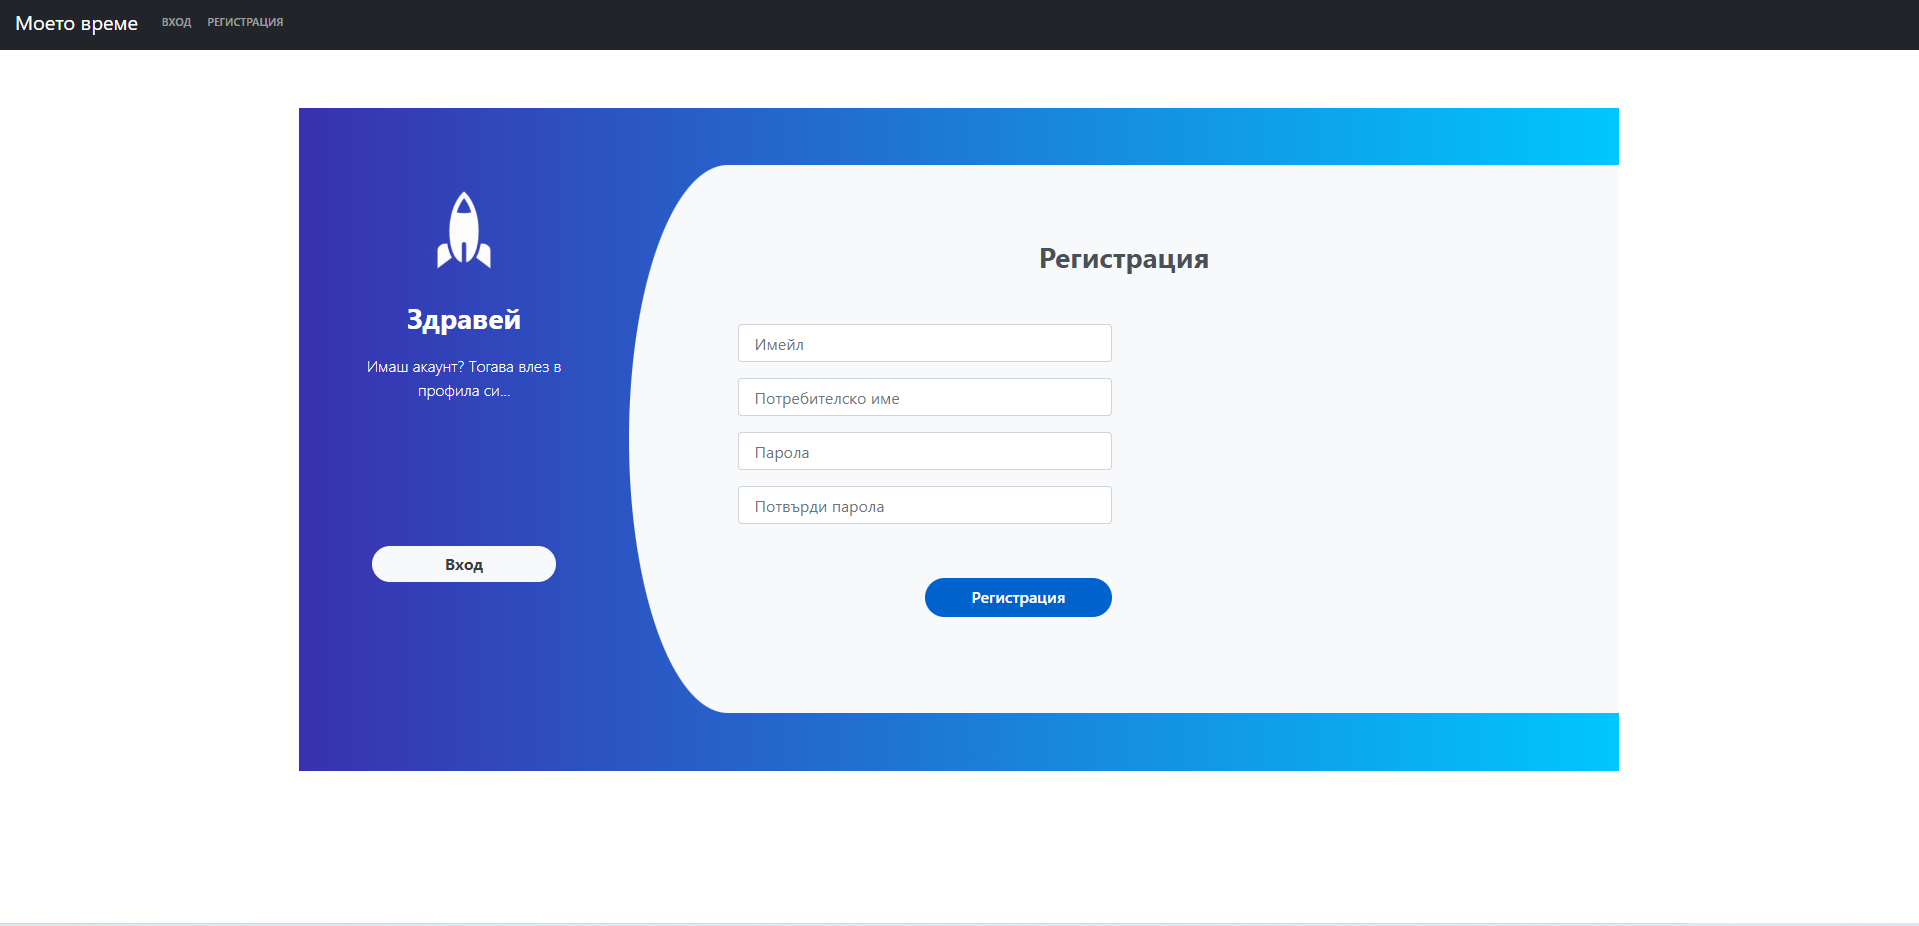 Моето време
ВХОД
РЕГИСТРАЦИЯ
Здравей
Имаш акаунт? Тогава влез в
профила си...
Вход
Регистрация
Имейл
Потребителско име
Парола
Потвърди парола
Регистрация